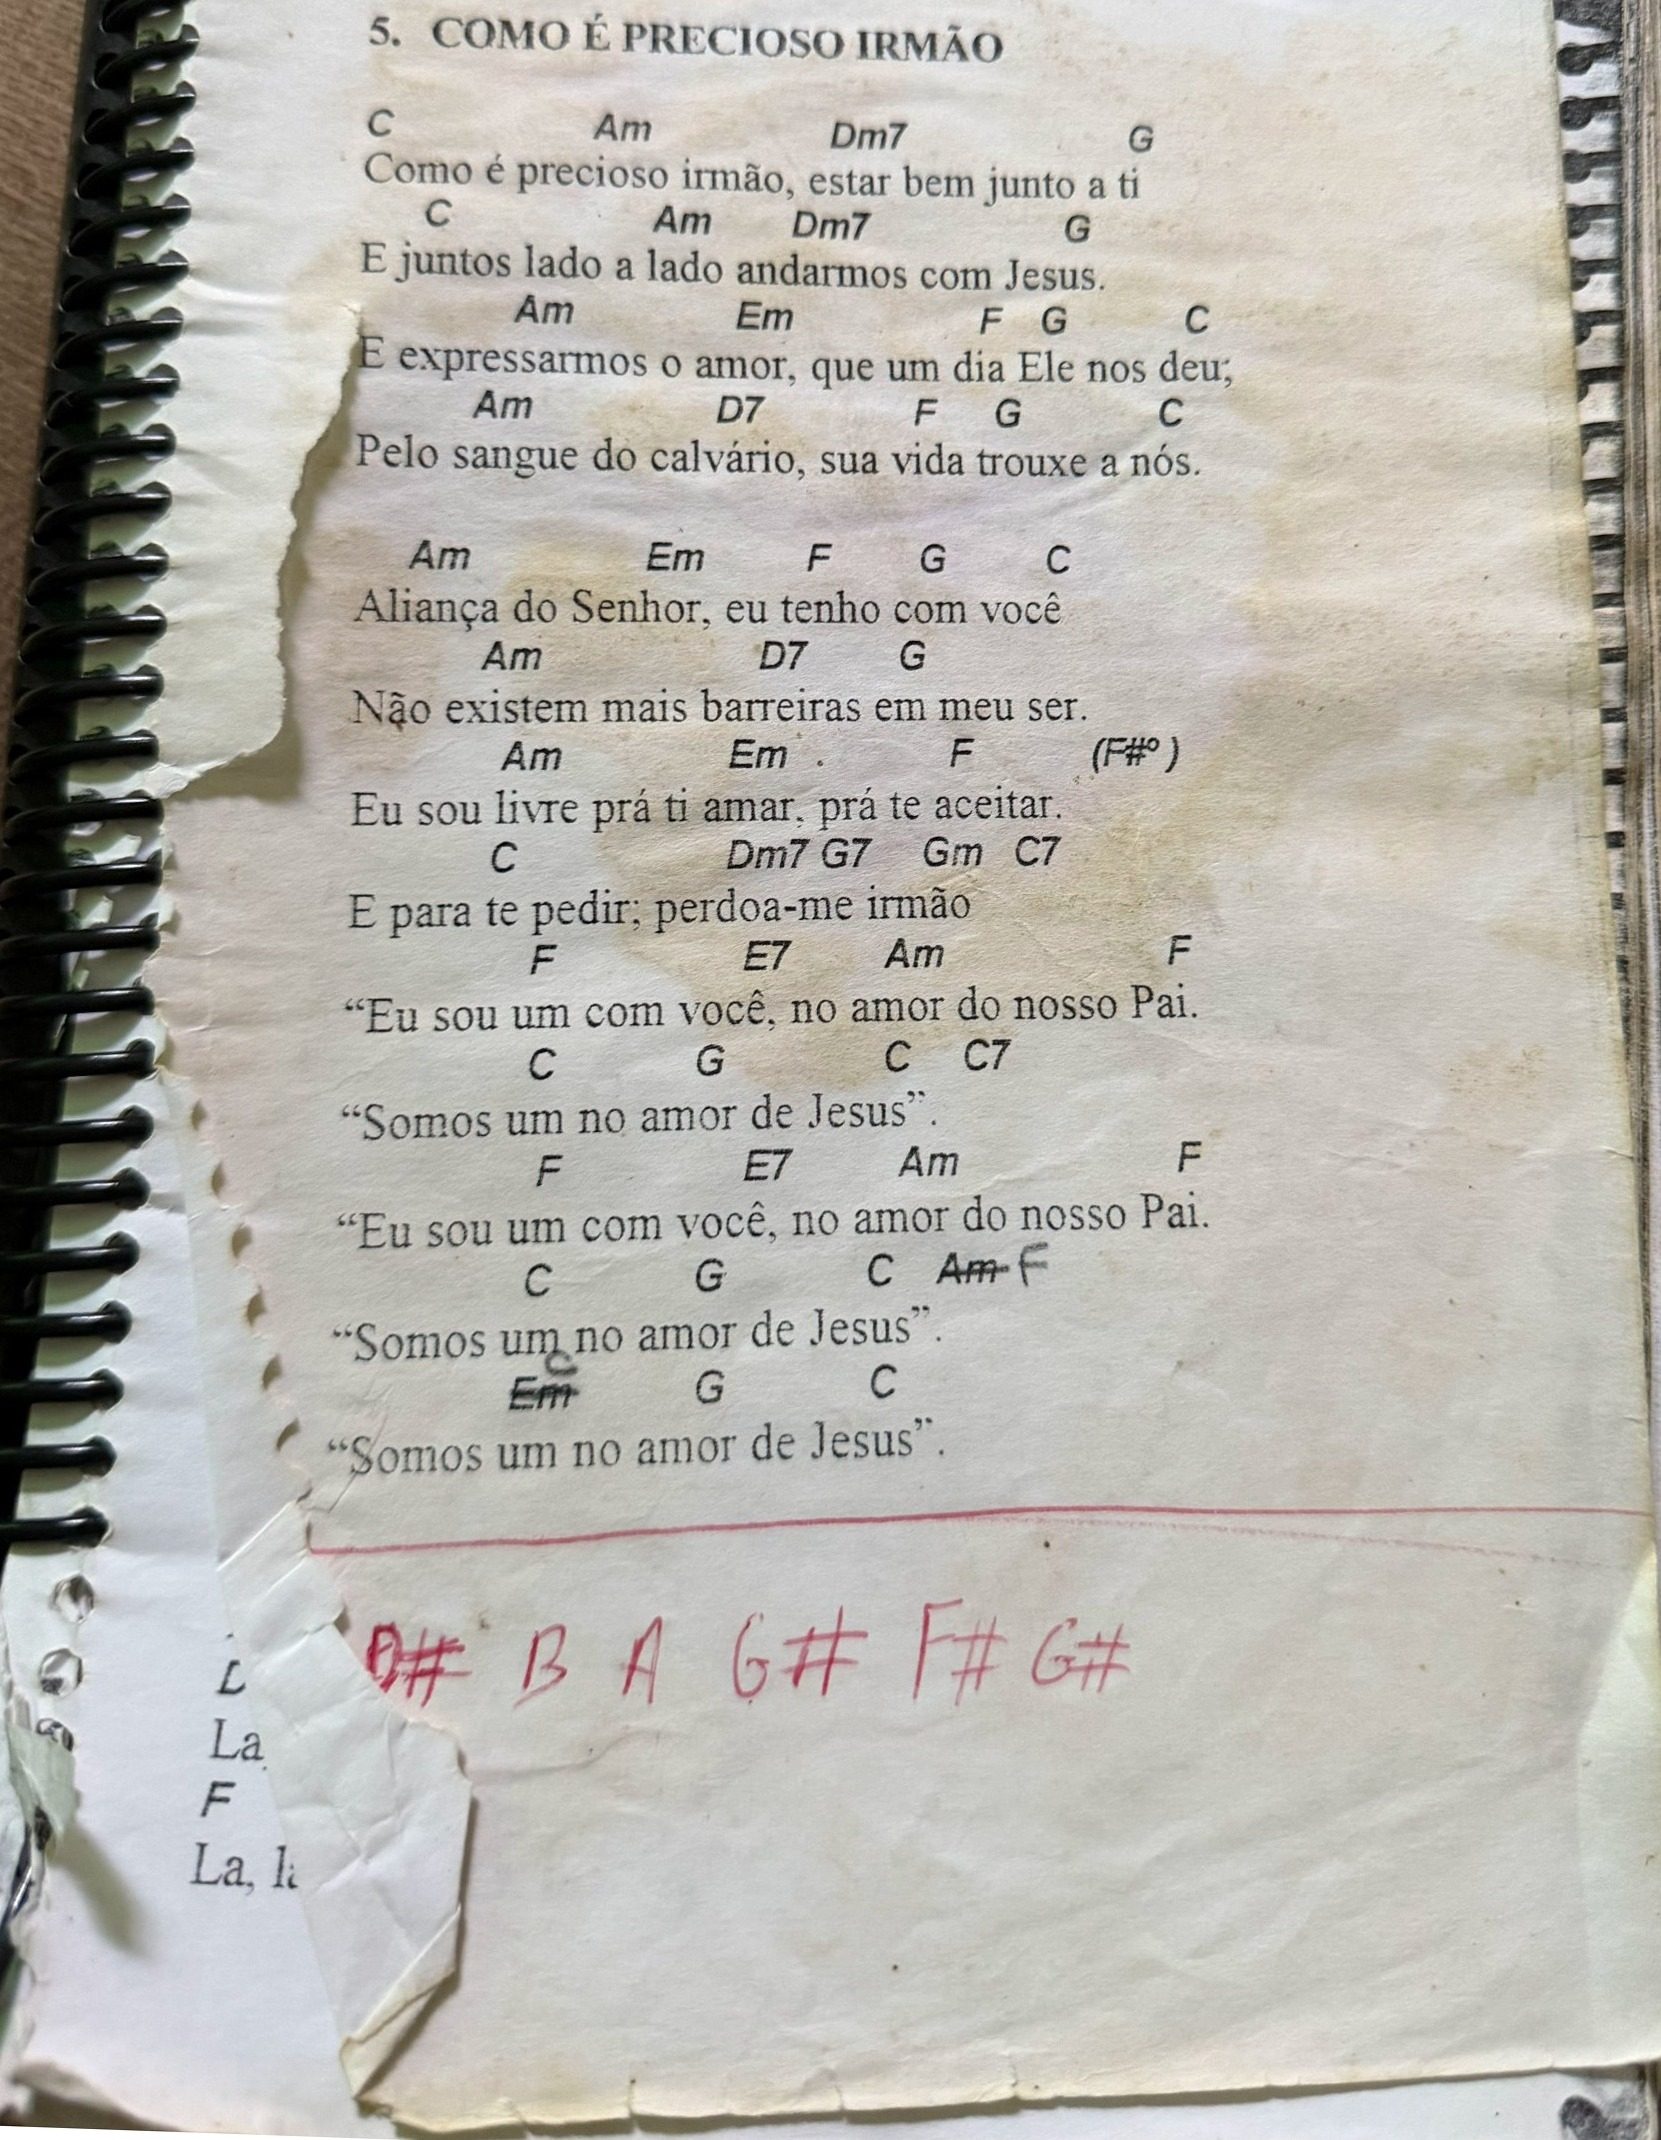 5. COMO É PRECIOSO IRMÃO
C Am Dm7 G
Como é precioso irmão, estar bem junto a ti
C Am Dm7 G
E juntos lado a lado andarmos com Jesus.
Am Em F G C
E expressarmos o amor, que um dia Ele nos deu;
Am D7 F G C
Pelo sangue do calvário, sua vida trouxe a nós.
Am Em F G C
Aliança do Senhor, eu tenho com você
Am D7 G
Não existem mais barreiras em meu ser.
Am Em F (F#º)
Eu sou livre prá ti amar, prá te aceitar.
C Dm7 G7 Gm C7
E para te pedir; perdoa-me irmão
F E7 Am F
“Eu sou um com você, no amor do nosso Pai.
C G C C7
“Somos um no amor de Jesus”.
F E7 Am F
“Eu sou um com você, no amor do nosso Pai.
C G C Am F
“Somos um no amor de Jesus”.
C
Em G C
“Somos um no amor de Jesus”.
D# B A G# F# G#
La
F
La,